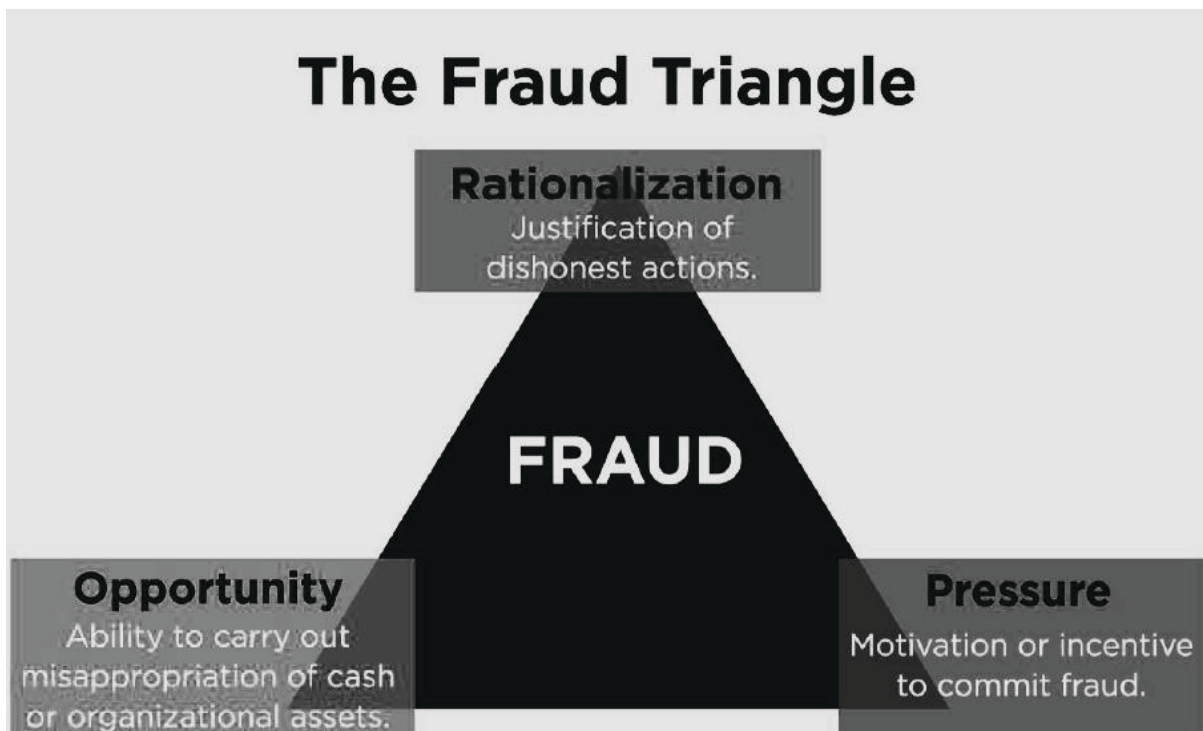 The Fraud Triangle
Rationalization
Justification of
dishonest actions.
FRAUD
Opportunity
Ability to carry out
misappropriation of cash
or organizational assets.
Pressure
Motivation or incentive
to commit fraud.